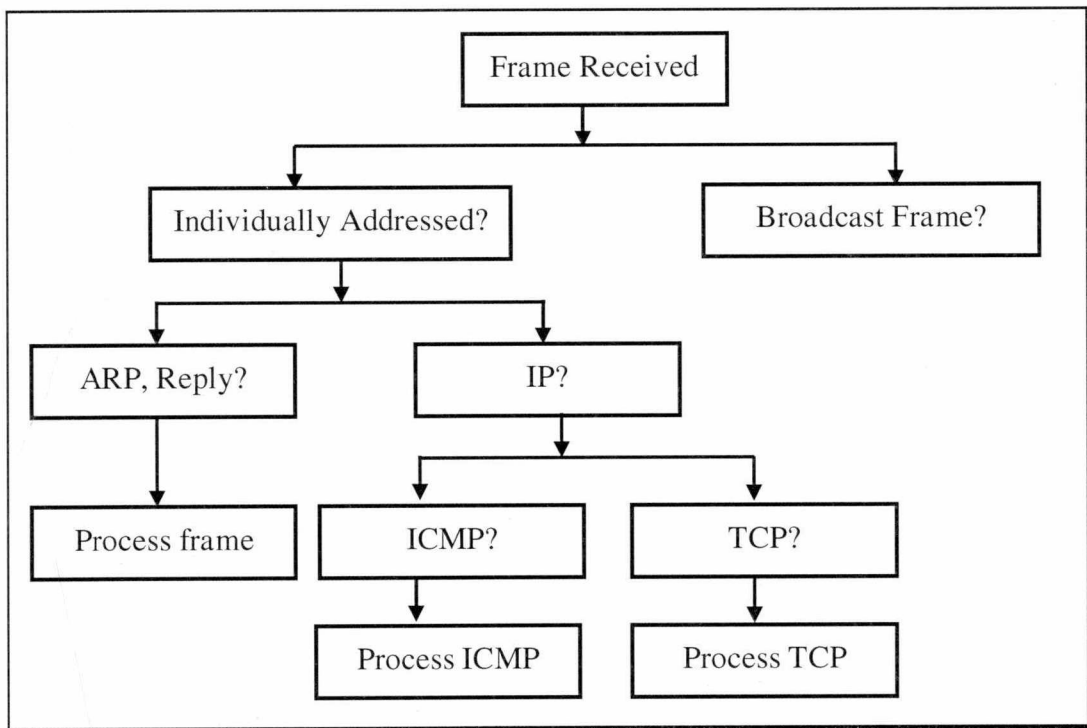 Frame Received
Individually Addressed?
Broadcast Frame?
ARP, Reply?
IP?
Process frame
ICMP?
TCP?
Process ICMP
Process TCP